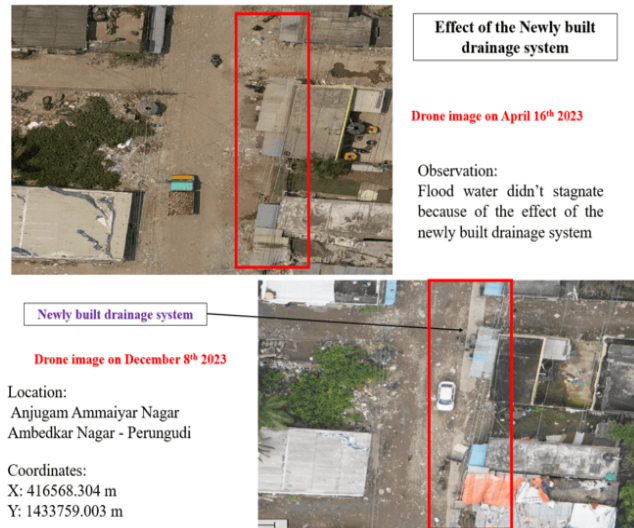 Effect of the Newly built
drainage system
Drone image on April 16th 2023
Observation:
Flood water didn’t stagnate
because of the effect of the
newly built drainage system
Newly built drainage system
Drone image on December 8th 2023
Location:
Anjugam Ammaiyar Nagar
Ambedkar Nagar - Perungudi
Coordinates:
X: 416568.304 m
Y: 1433759.003 m